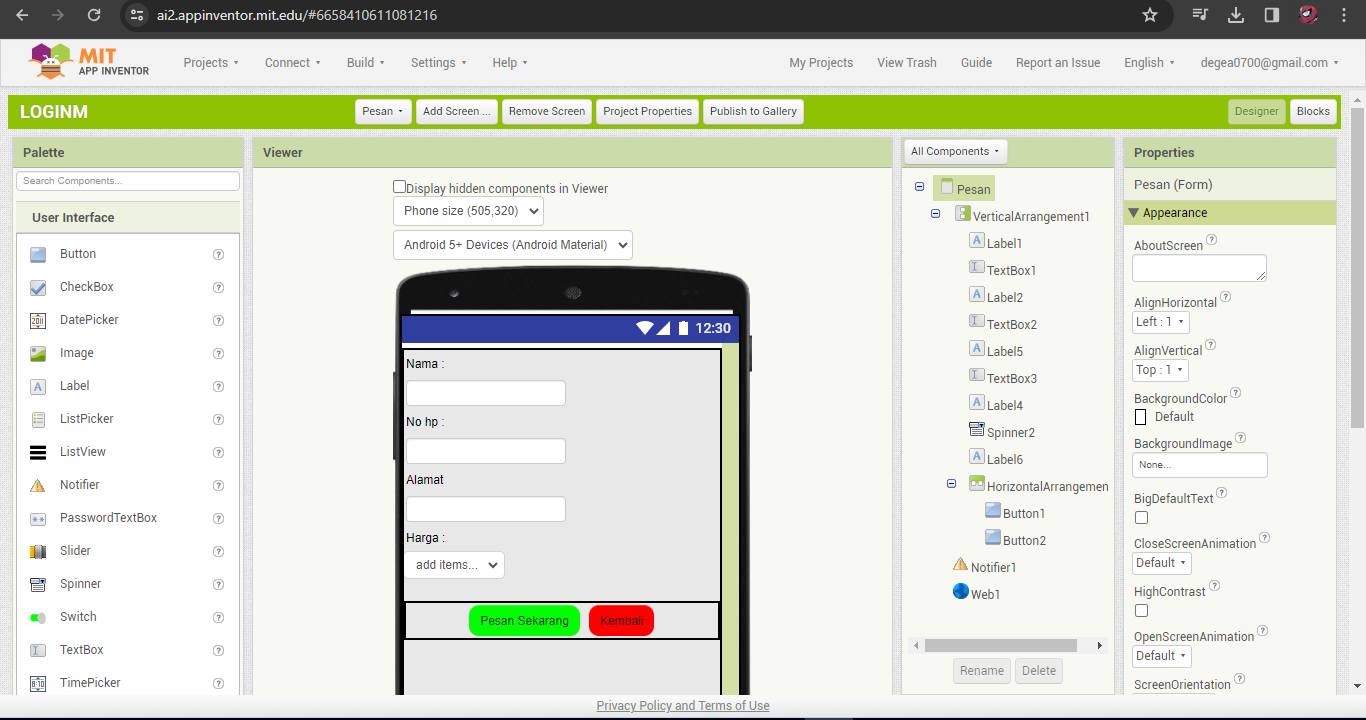 ai2.appinventor.mit.edu/#6658410611081216
MIT
APP INVENTOR
Projects
Connect
Build
Settings
Help
My Projects
View Trash
Guide
Report an Issue
English
degea0700@gmail.com
LOGINM
Pesan
Add Screen ...
Remove Screen
Project Properties
Publish to Gallery
Designer
Blocks
Palette
Search Components...
User Interface
Button
CheckBox
DatePicker
Image
Label
ListPicker
ListView
Notifier
PasswordTextBox
Slider
Spinner
Switch
TextBox
TimePicker
Viewer
Display hidden components in Viewer
Phone size (505,320)
Android 5+ Devices (Android Material)
12:30
Nama :
No hp :
Alamat
Harga :
add items...
Pesan Sekarang
Kembali
All Components
Pesan
VerticalArrangement1
Label1
TextBox1
Label2
TextBox2
Label5
TextBox3
Label4
Spinner2
Label6
HorizontalArrangemen
Button1
Button2
Notifier1
Web1
Rename
Delete
Properties
Pesan (Form)
Appearance
AboutScreen
AlignHorizontal
Left : 1
AlignVertical
Top : 1
BackgroundColor
Default
BackgroundImage
None...
BigDefaultText
CloseScreenAnimation
Default
HighContrast
OpenScreenAnimation
Default
ScreenOrientation
Privacy Policy and Terms of Use